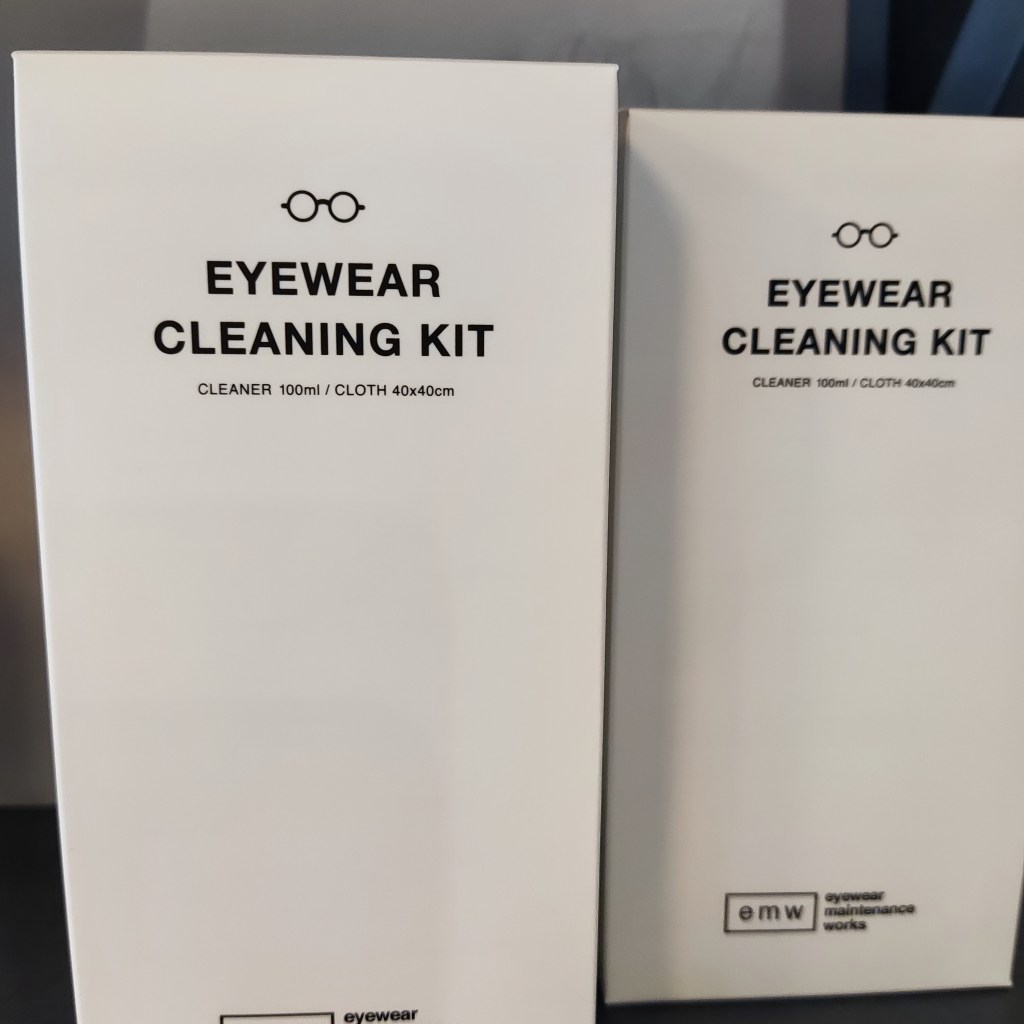 EYEWEAR
CLEANING KIT
CLEANER 100ml / CLOTH 40x40cm
eyewear
EYEWEAR
CLEANING KIT
CLEANER 100ml / CLOTH 40x40cm
emw
eyewear
maintenance
works